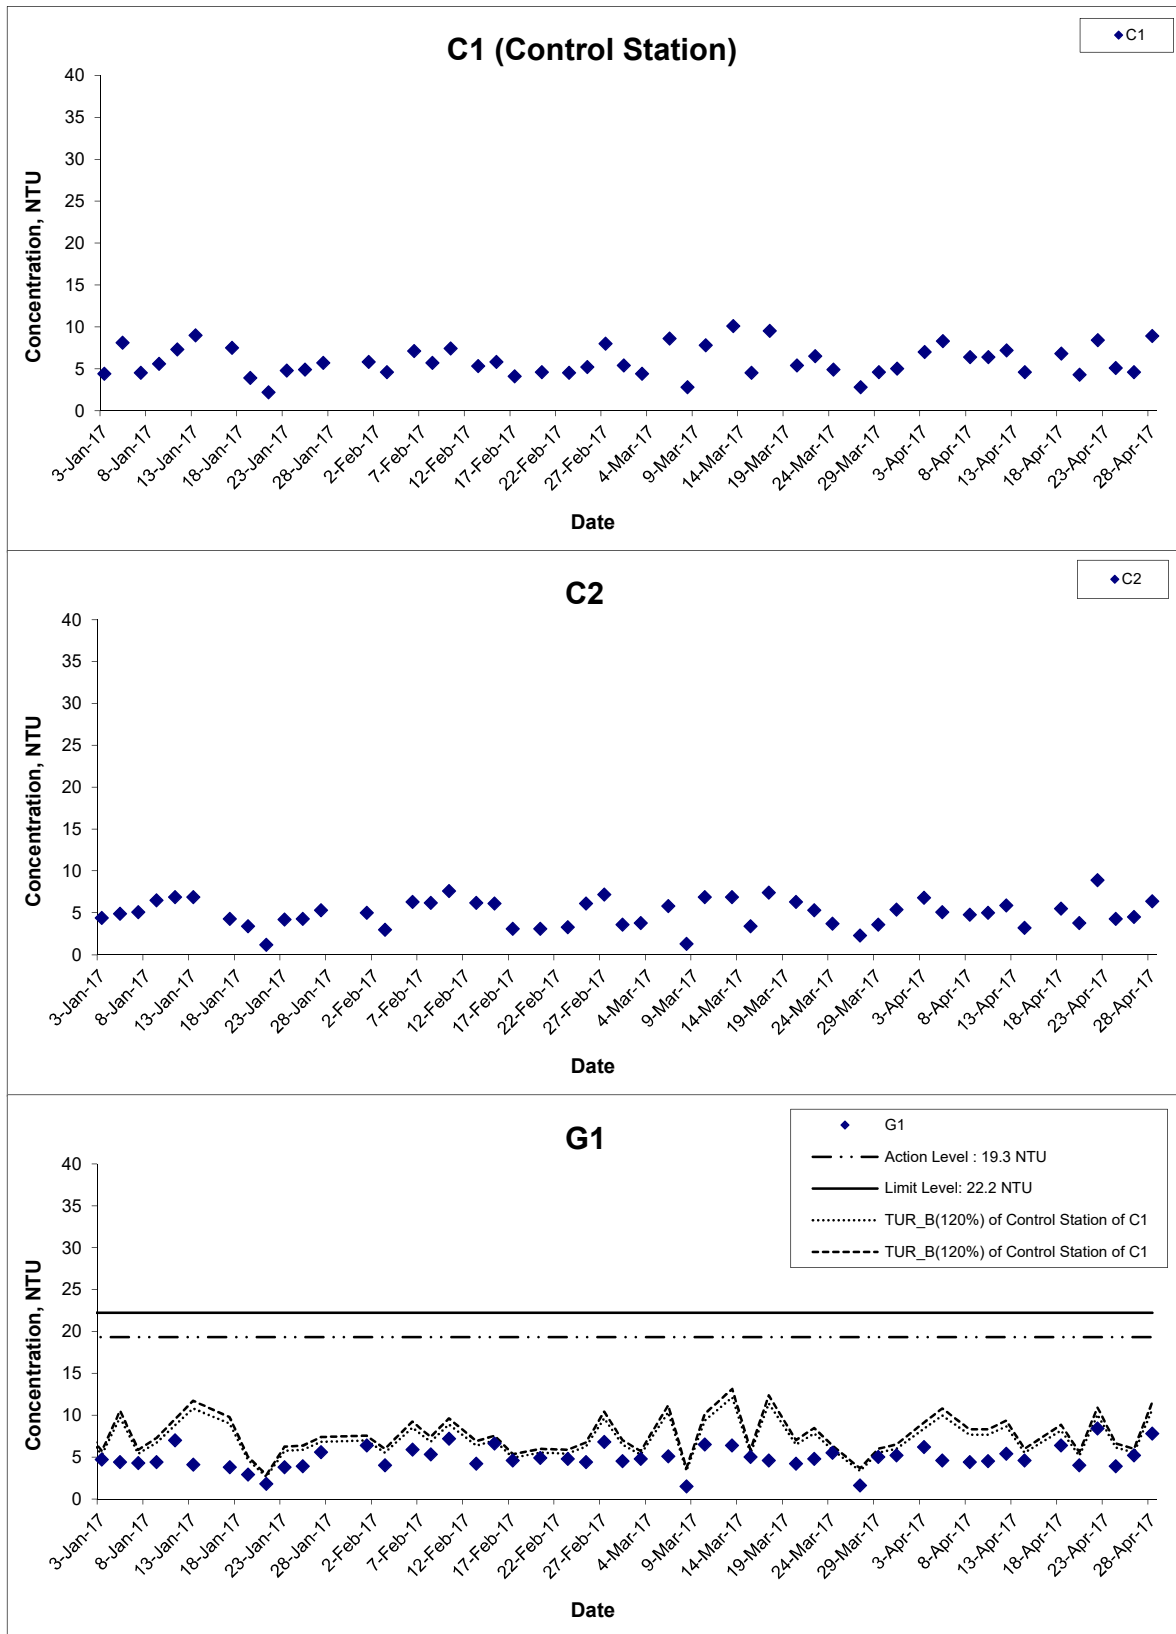 C1 (Control Station)
C1
Concentration, NTU
40
35
30
25
20
15
10
5
0
3-Jan-17
8-Jan-17
13-Jan-17
18-Jan-17
23-Jan-17
28-Jan-17
2-Feb-17
7-Feb-17
12-Feb-17
17-Feb-17
22-Feb-17
27-Feb-17
4-Mar-17
9-Mar-17
14-Mar-17
19-Mar-17
24-Mar-17
29-Mar-17
3-Apr-17
8-Apr-17
13-Apr-17
18-Apr-17
23-Apr-17
28-Apr-17
Date
C2
C2
Concentration, NTU
40
35
30
25
20
15
10
5
0
3-Jan-17
8-Jan-17
13-Jan-17
18-Jan-17
23-Jan-17
28-Jan-17
2-Feb-17
7-Feb-17
12-Feb-17
17-Feb-17
22-Feb-17
27-Feb-17
4-Mar-17
9-Mar-17
14-Mar-17
19-Mar-17
24-Mar-17
29-Mar-17
3-Apr-17
8-Apr-17
13-Apr-17
18-Apr-17
23-Apr-17
28-Apr-17
Date
G1
G1
Action Level : 19.3 NTU
Limit Level: 22.2 NTU
TUR_B(120%) of Control Station of C1
TUR_B(120%) of Control Station of C1
Concentration, NTU
40
35
30
25
20
15
10
5
0
3-Jan-17
8-Jan-17
13-Jan-17
18-Jan-17
23-Jan-17
28-Jan-17
2-Feb-17
7-Feb-17
12-Feb-17
17-Feb-17
22-Feb-17
27-Feb-17
4-Mar-17
9-Mar-17
14-Mar-17
19-Mar-17
24-Mar-17
29-Mar-17
3-Apr-17
8-Apr-17
13-Apr-17
18-Apr-17
23-Apr-17
28-Apr-17
Date